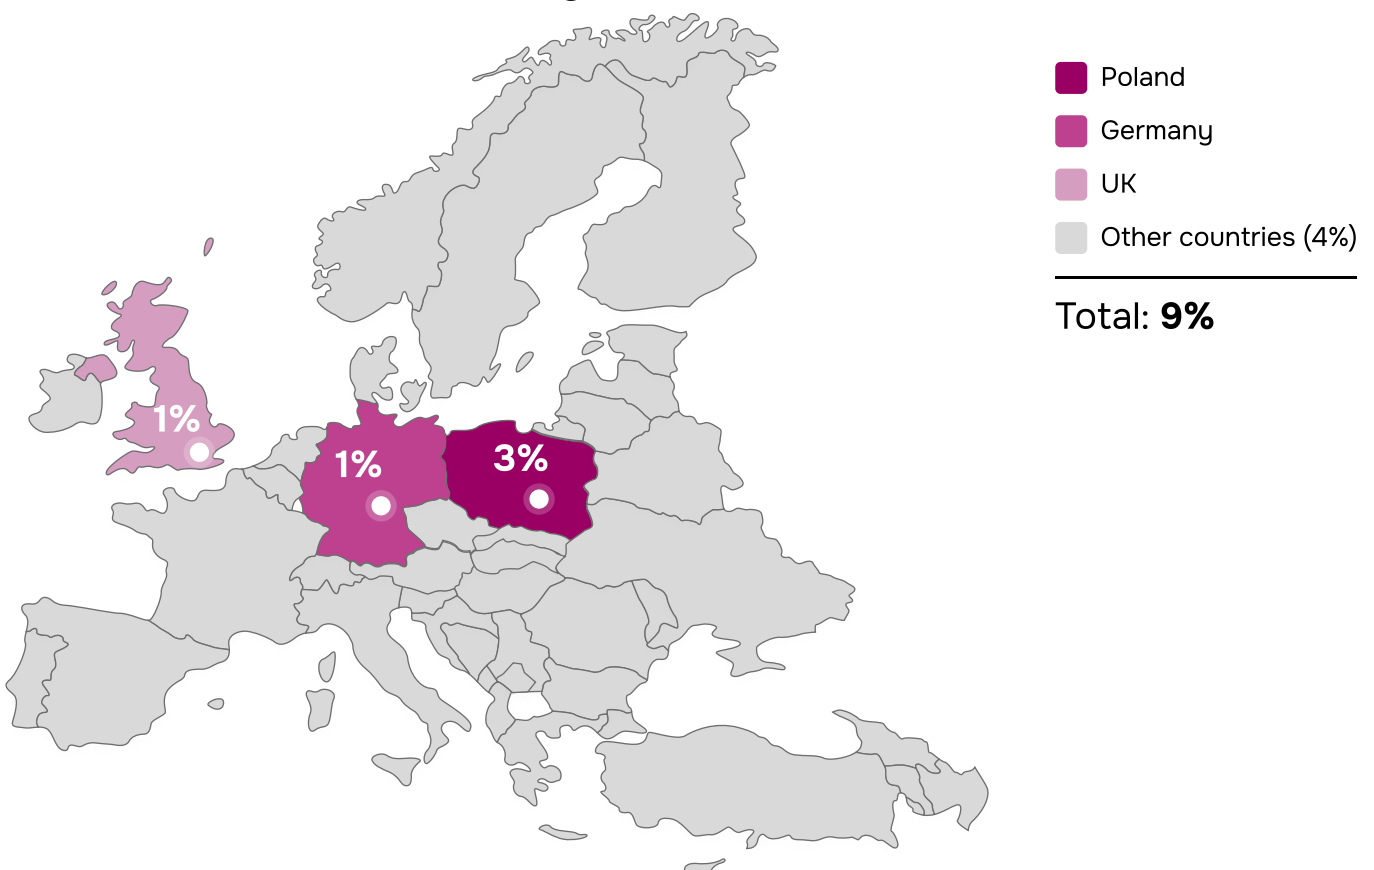 Poland
Germany
UK
Other countries (4%)
Total: 9%
1%
1%
3%